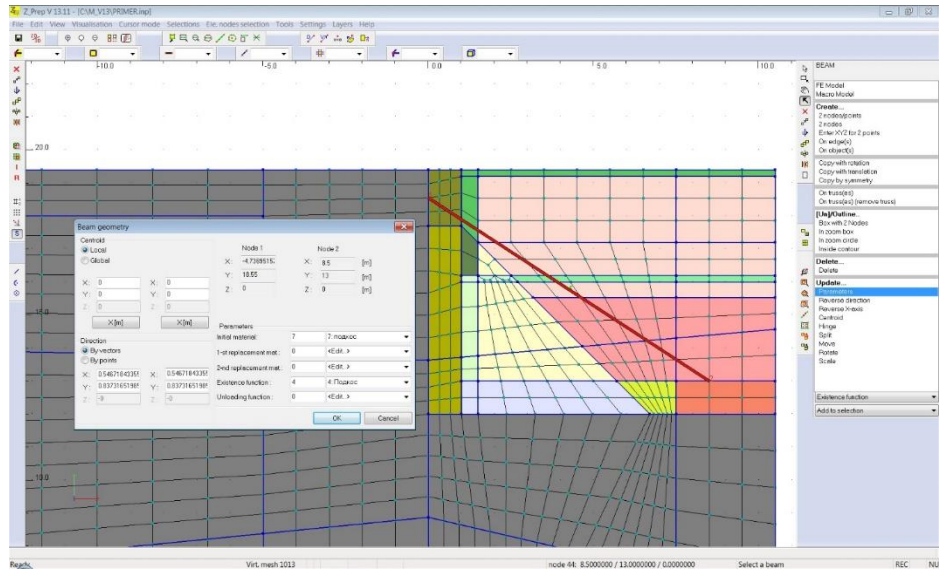 Z_Prep V 13.11 - [C:\M_V13\PRIMER.inp]
File Edit View Visualisation Cursor mode Selections Ele, nodes selection Tools Settings Layers Help
-10.0 -5.0 0.0 5.0 10.0
20.0
15.0
10.0
Beam geometry
Centroid
Local
Global
X: 0 X: 0
Y: 0 Y: 0
Z: 0 Z: 0
X[m] X[m]
Direction
By vectors
By points
X: 0.5467184335 X: 0.5467184335
Y: 0.837316519 Y: 0.837316519
Z: -0 Z: -0
Node 1 Node 2
X: X: 8.5 [m]
Y: 18.55 Y: 13 [m]
Z: 0 Z: 0 [m]
Parameters
Initial material: 7 7: подкос
1-st replacement mat.: 0 <Edit..>
2-nd replacement mat.: 0 <Edit..>
Existence function: 4 4: Подкос
Unloading function: 0 <Edit..>
OK Cancel
BEAM
FE Model
Macro Model
Create...
2 nodes/points
2 nodes
Enter XYZ for 2 points
On edge(s)
On object(s)
Copy with rotation
Copy with translation
Copy by symmetry
On truss(es)
On truss(es) (remove truss)
[Un]/Outline...
Box with 2 Nodes
In zoom box
In zoom circle
Inside contour
Delete...
Delete
Update...
Parameters
Reverse direction
Reverse X-axis
Centroid
Hinge
Split
Move
Rotate
Scale
Existence function
Add to selection
Ready, Virt. mesh 1013 node 44: 8.5000000 / 13.0000000 / 0.0000000 Select a beam REC NU